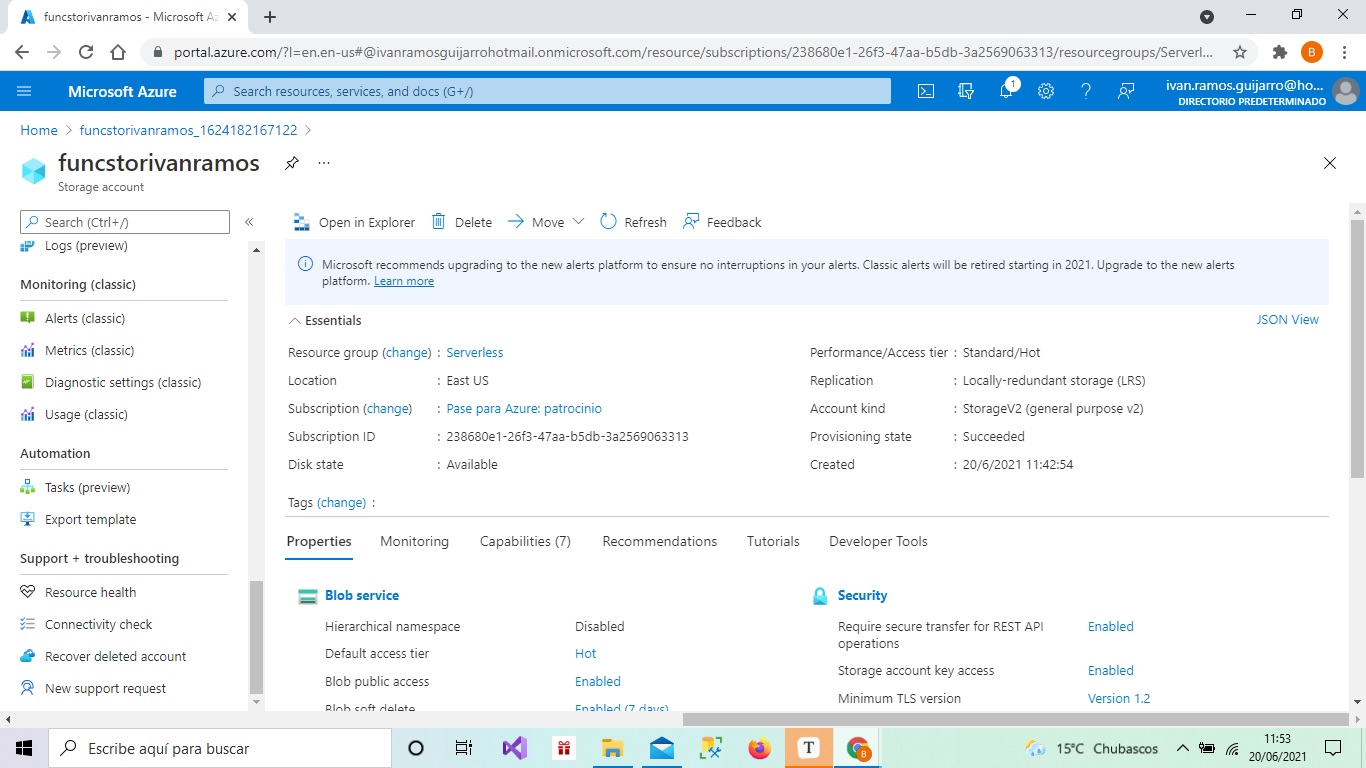 funcstorivanramos - Microsoft Az
portal.azure.com/?l=en.en-us#@ivanramosguijarrohotmail.onmicrosoft.com/resource/subscriptions/238680e1-26f3-47aa-b5db-3a2569063313/resourcegroups/Serverl...
B
Microsoft Azure
Search resources, services, and docs (G+/)
1
ivan.ramos.guijarro@ho...
DIRECTORIO PREDETERMINADO
Home > funcstorivanramos_1624182167122 >
funcstorivanramos
...
Storage account
Search (Ctrl+/)
«
Logs (preview)
Monitoring (classic)
Alerts (classic)
Metrics (classic)
Diagnostic settings (classic)
Usage (classic)
Automation
Tasks (preview)
Export template
Support + troubleshooting
Resource health
Connectivity check
Recover deleted account
New support request
Open in Explorer Delete Move Refresh Feedback
Microsoft recommends upgrading to the new alerts platform to ensure no interruptions in your alerts. Classic alerts will be retired starting in 2021. Upgrade to the new alerts
platform. Learn more
Essentials
JSON View
Resource group (change) : Serverless
Location : East US
Subscription (change) : Pase para Azure: patrocinio
Subscription ID : 238680e1-26f3-47aa-b5db-3a2569063313
Disk state : Available
Performance/Access tier : Standard/Hot
Replication : Locally-redundant storage (LRS)
Account kind : StorageV2 (general purpose v2)
Provisioning state : Succeeded
Created : 20/6/2021 11:42:54
Tags (change) :
Properties Monitoring Capabilities (7) Recommendations Tutorials Developer Tools
Blob service
Hierarchical namespace Disabled
Default access tier Hot
Blob public access Enabled
Blob soft delete Enabled (7 days)
Security
Require secure transfer for REST API
operations Enabled
Storage account key access Enabled
Minimum TLS version Version 1.2
Escribe aquí para buscar
T
B
15°C Chubascos
11:53
20/06/2021